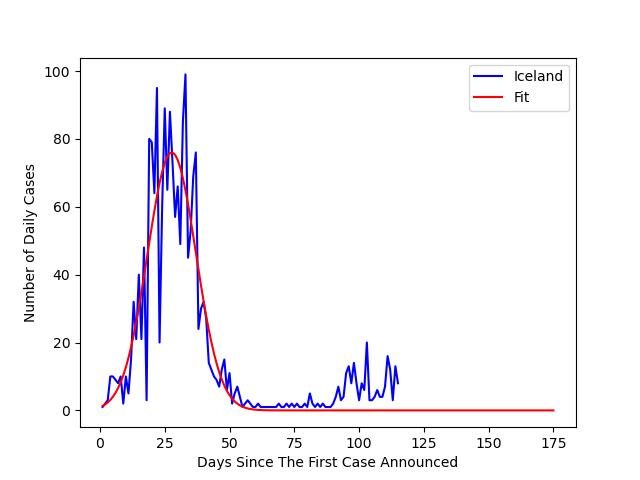 Iceland
Fit
Number of Daily Cases
100
80
60
40
20
0
0 25 50 75 100 125 150 175
Days Since The First Case Announced